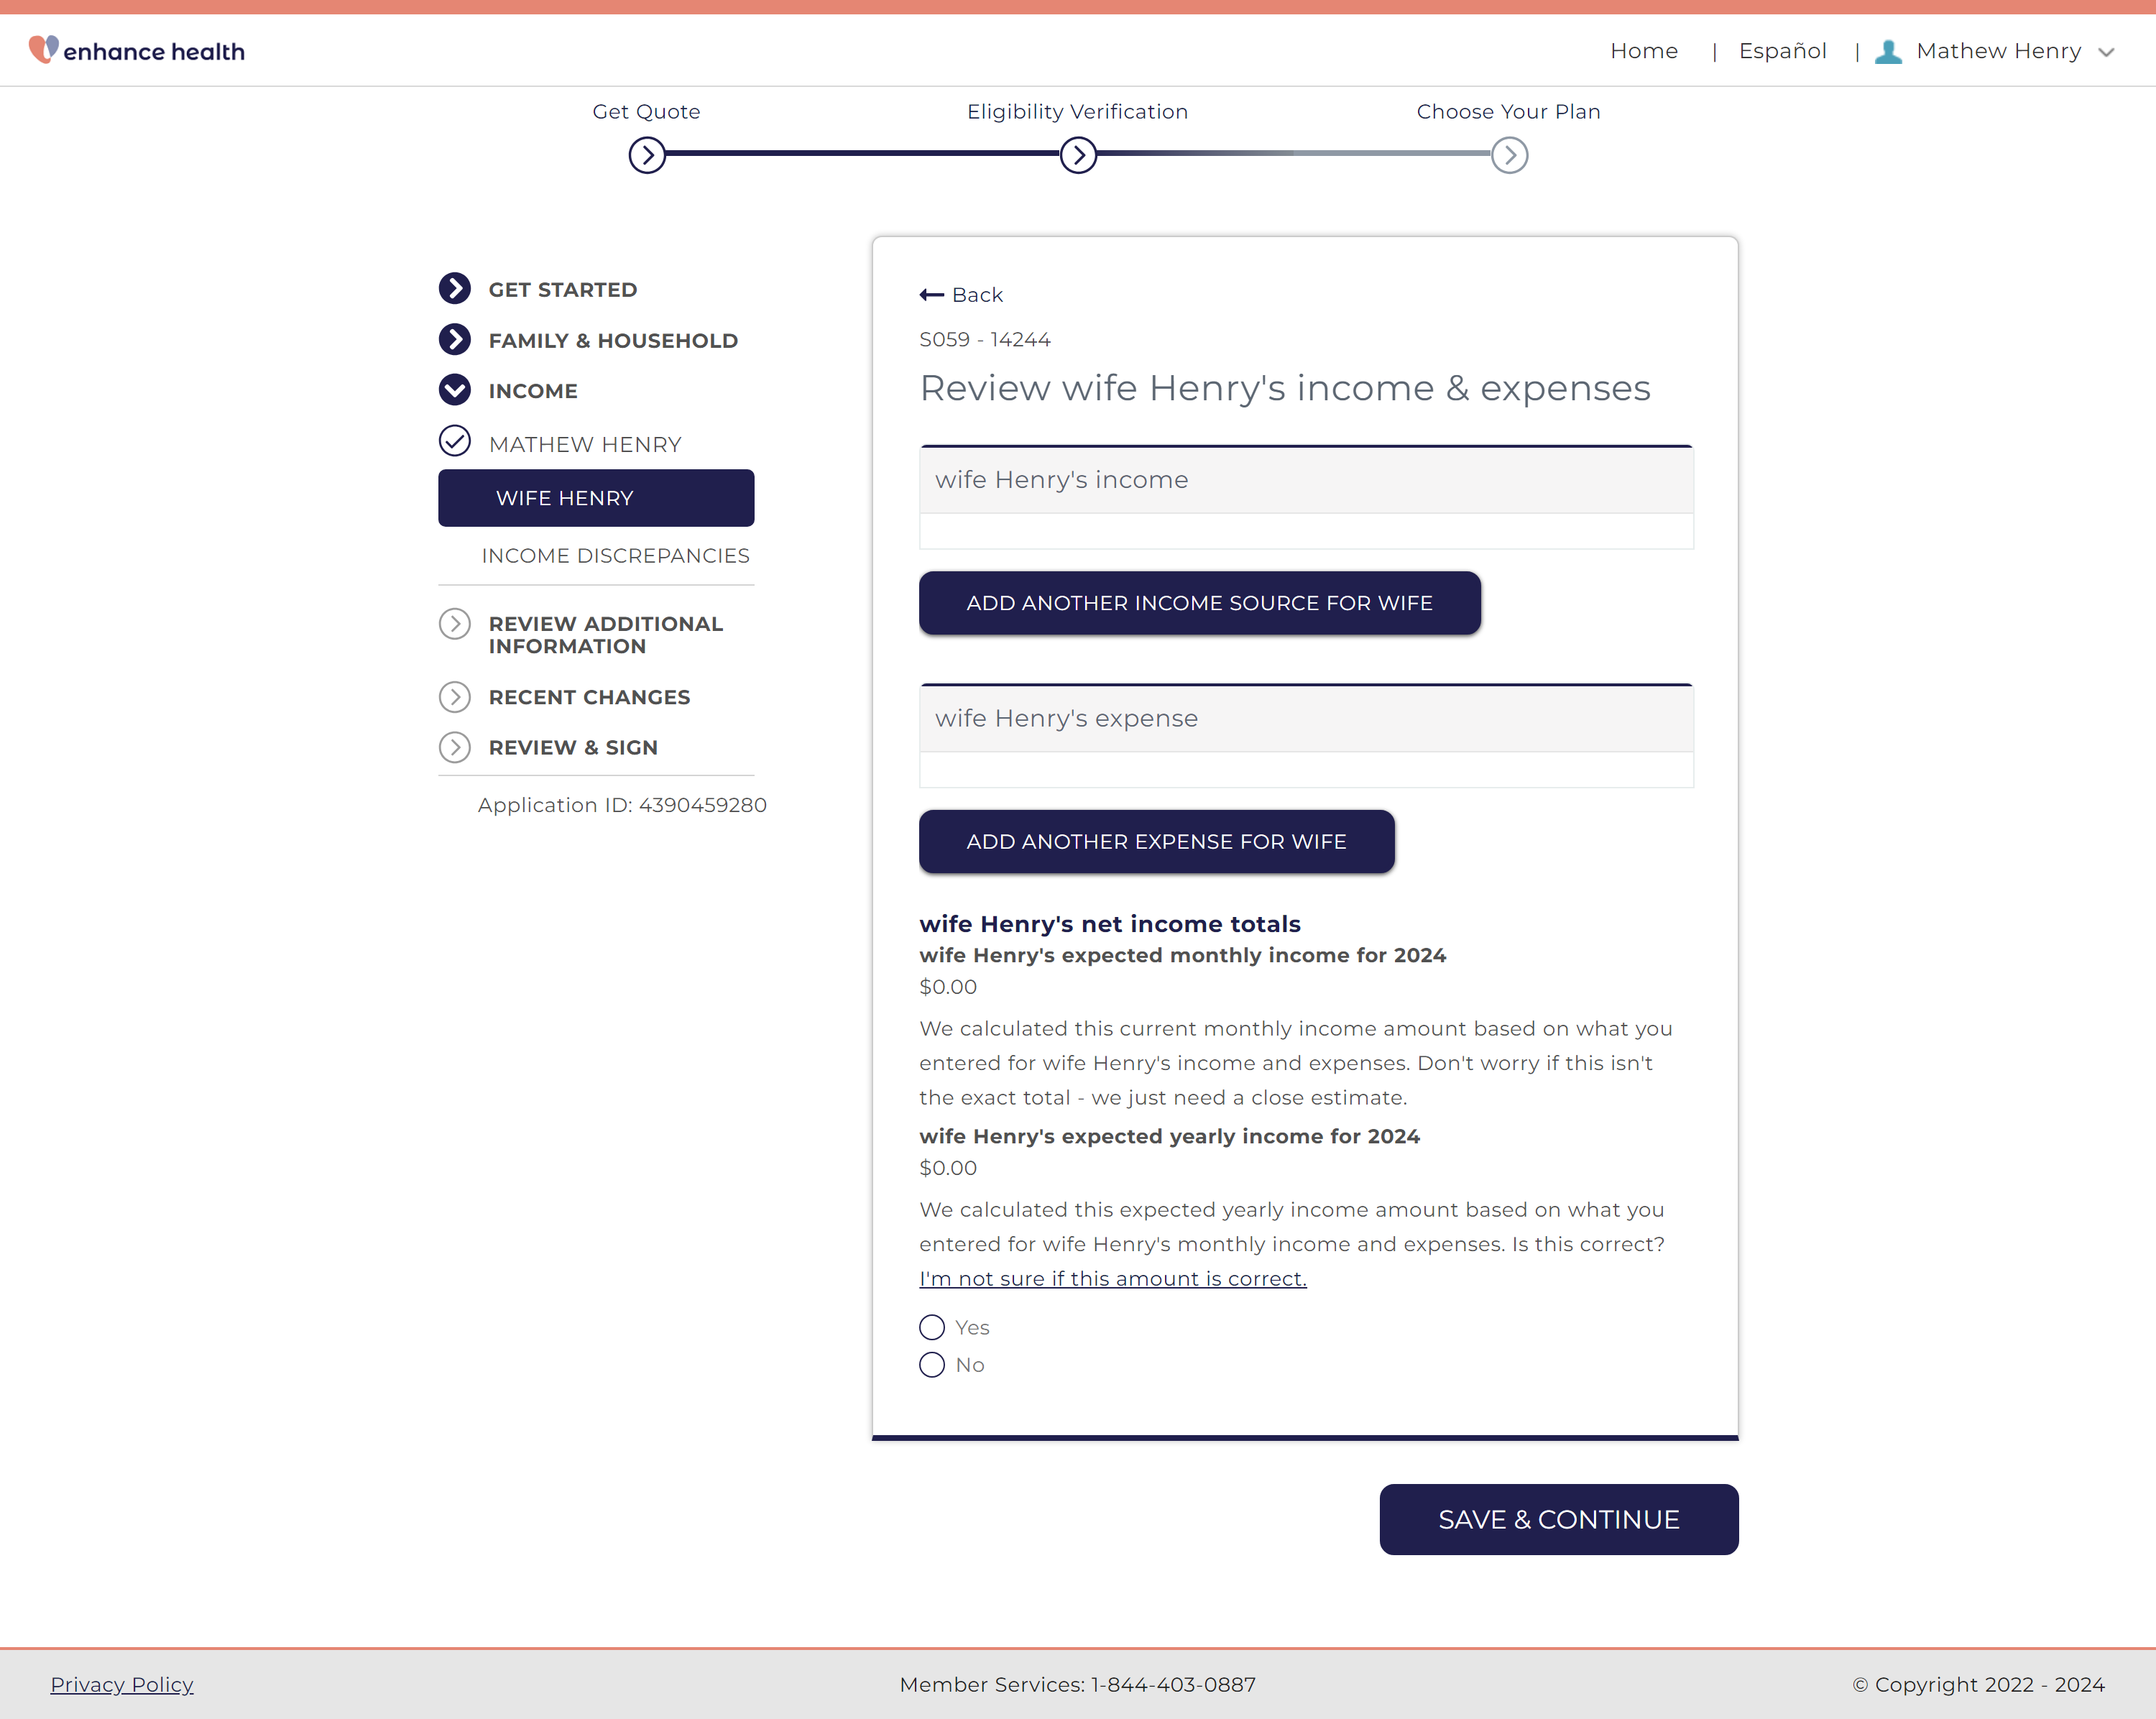 enhance health
Home | Español | Mathew Henry
Get Quote
Eligibility Verification
Choose Your Plan
GET STARTED
FAMILY & HOUSEHOLD
INCOME
MATHEW HENRY
WIFE HENRY
INCOME DISCREPANCIES
REVIEW ADDITIONAL
INFORMATION
RECENT CHANGES
REVIEW & SIGN
Application ID: 4390459280
Back
S059 - 14244
Review wife Henry's income & expenses
wife Henry's income
ADD ANOTHER INCOME SOURCE FOR WIFE
wife Henry's expense
ADD ANOTHER EXPENSE FOR WIFE
wife Henry's net income totals
wife Henry's expected monthly income for 2024
$0.00
We calculated this current monthly income amount based on what you
entered for wife Henry's income and expenses. Don't worry if this isn't
the exact total - we just need a close estimate.
wife Henry's expected yearly income for 2024
$0.00
We calculated this expected yearly income amount based on what you
entered for wife Henry's monthly income and expenses. Is this correct?
I'm not sure if this amount is correct.
Yes
No
SAVE & CONTINUE
Privacy Policy
Member Services: 1-844-403-0887
© Copyright 2022 - 2024